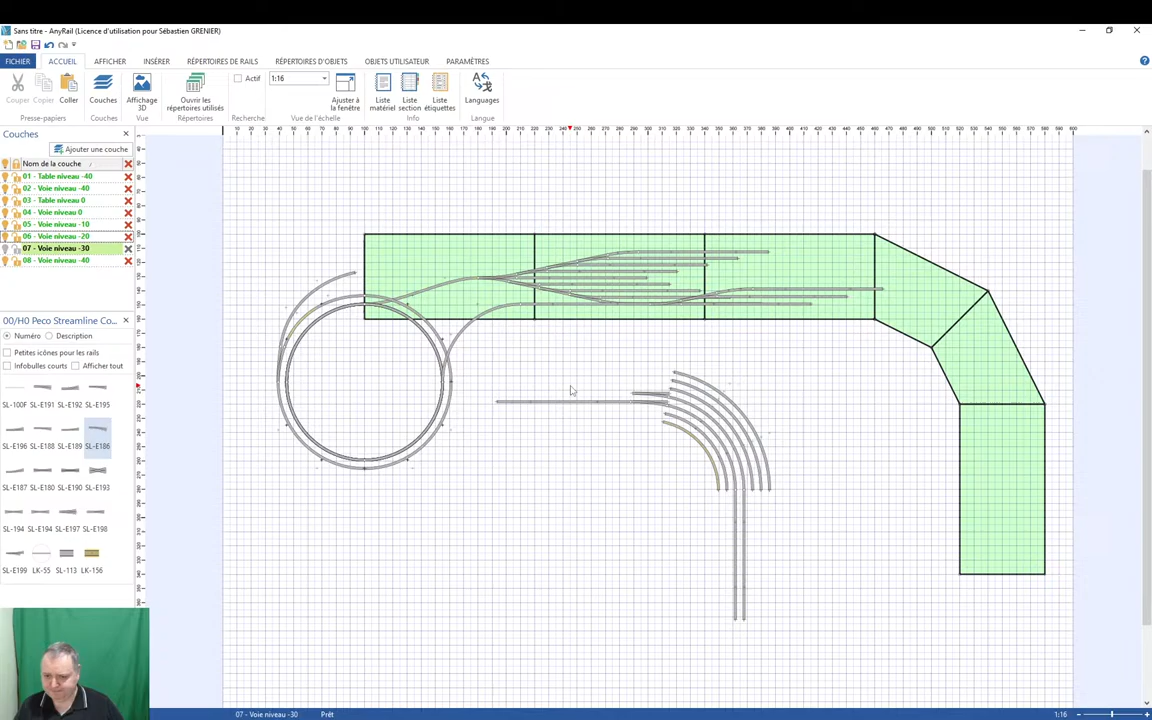 Sans titre - AnyRail (Licence d'utilisation pour Sébastien GRENIER)
FICHIER ACCUEIL AFFICHER INSÉRER RÉPERTOIRES DE RAILS RÉPERTOIRES D'OBJETS OBJETS UTILISATEUR PARAMÈTRES
Couper Copier Coller
Presse-papiers
Couches
Couches
Affichage
3D
Vue
Ouvrir les
répertoires utilisés
Répertoires
Actif
Recherche
1:16
Ajuster à
la fenêtre
Vue de l'échelle
Liste
matériel
Liste
section
Liste
étiquettes
Info
Languages
Langue
Couches
Ajouter une couche
Nom de la couche
01 - Table niveau -40
02 - Voie niveau -40
03 - Table niveau 0
04 - Voie niveau 0
05 - Voie niveau -10
06 - Voie niveau -20
07 - Voie niveau -30
08 - Voie niveau -40
00/H0 Peco Streamline Co...
Numéro Description
Petites icônes pour les rails
Infobulles courts Afficher tout
SL-100F SL-E191 SL-E192 SL-E195
SL-E196 SL-E188 SL-E189 SL-E186
SL-E187 SL-E180 SL-E190 SL-E193
SL-194 SL-E194 SL-E197 SL-E198
SL-E199 LK-55 SL-113 LK-156
07 - Voie niveau -30 Prêt 1:16